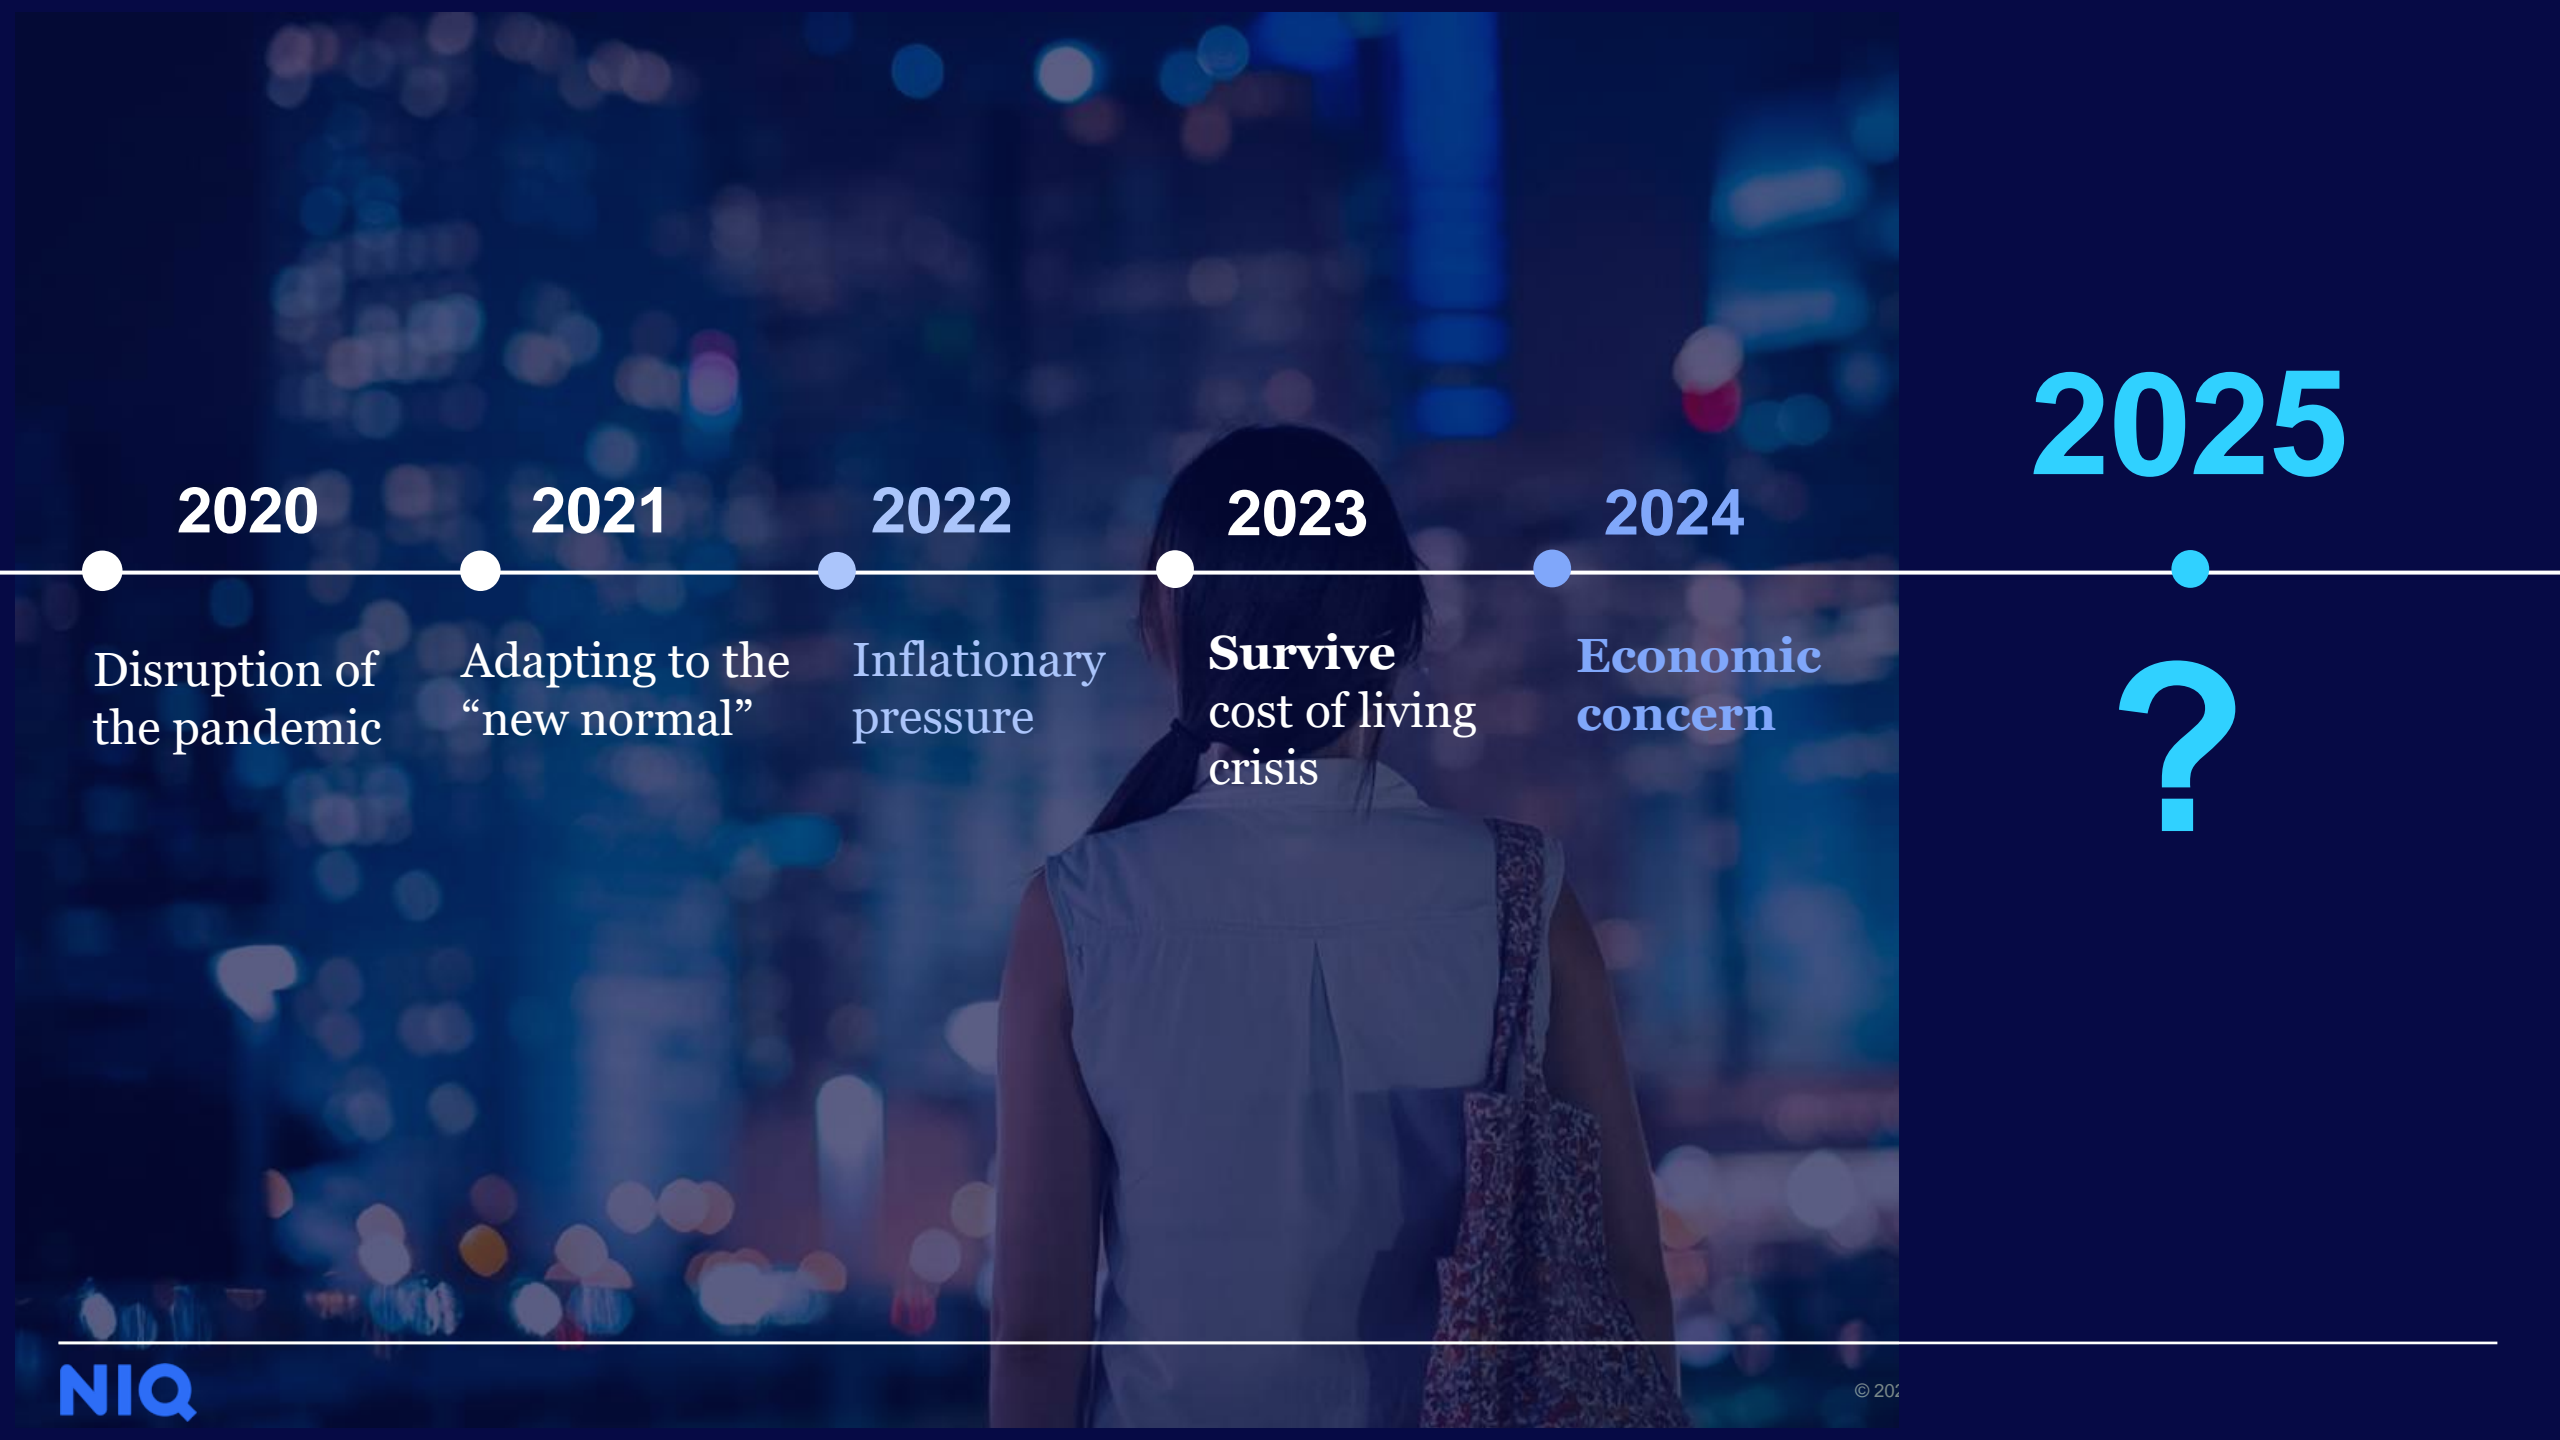 2020
2021
2022
2023
2024
2025
Disruption of
the pandemic
Adapting to the
“new normal”
Inflationary
pressure
Survive
cost of living
crisis
Economic
concern
?
NIQ
©